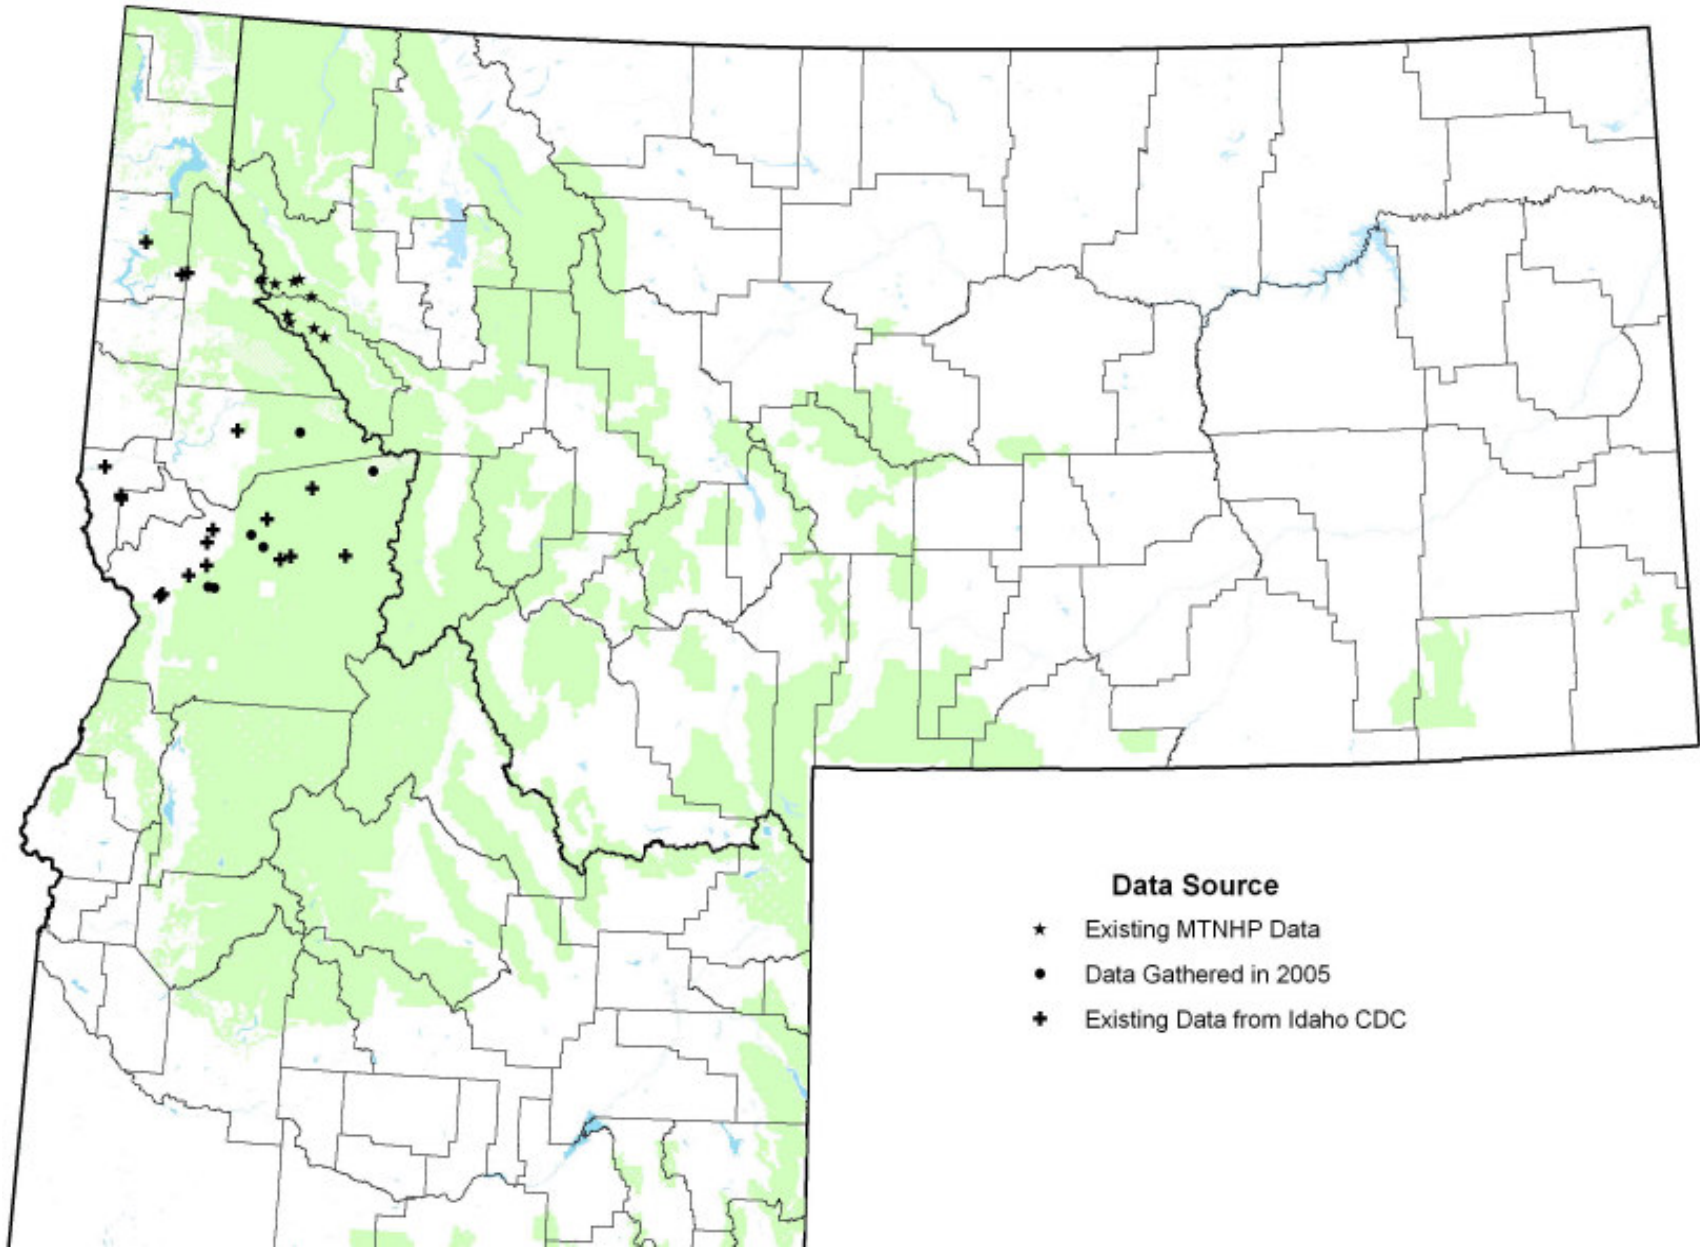 Data Source
Existing MTNHP Data
Data Gathered in 2005
Existing Data from Idaho CDC